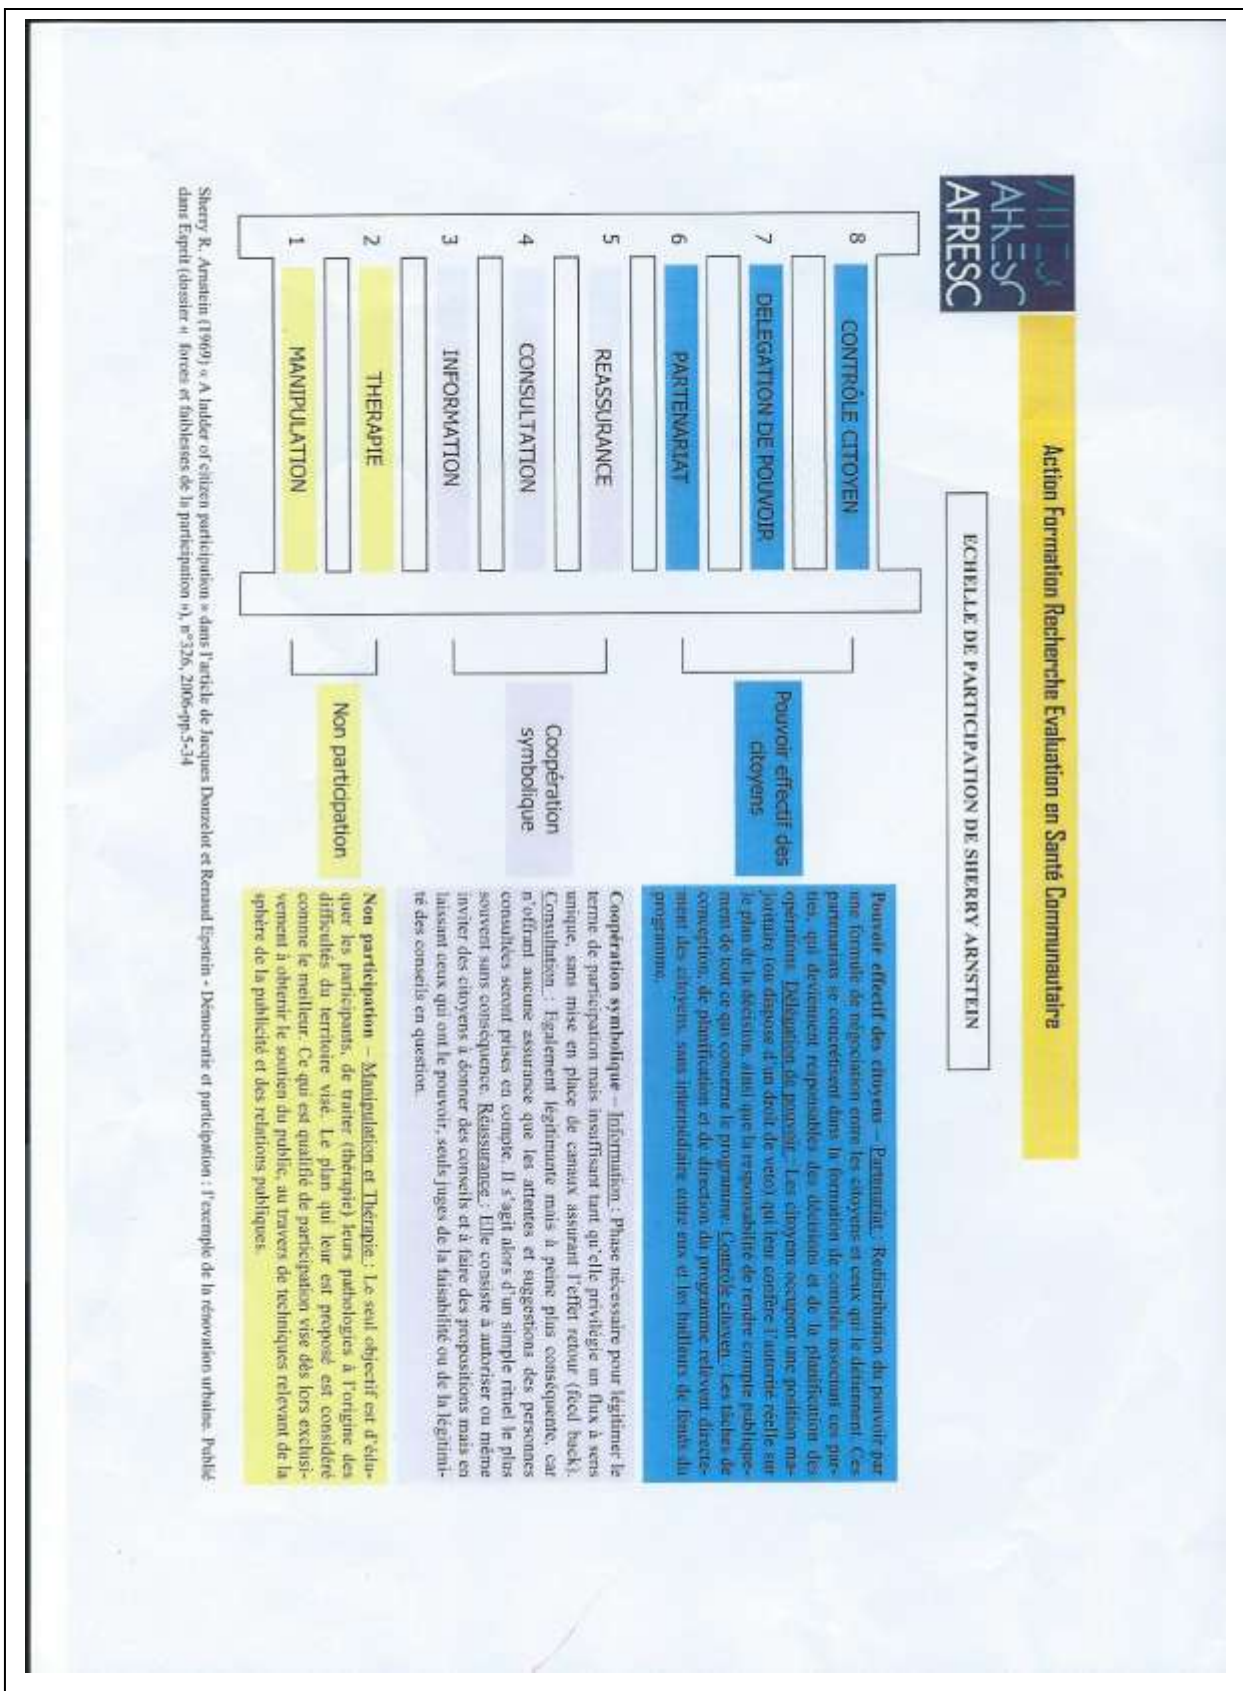 AFRESC
AFRESC
Action Formation Recherche Evaluation en Santé Communautaire
ECHELLE DE PARTICIPATION DE SHERRY ARNSTEIN
8 CONTRÔLE CITOYEN
7 DELEGATION DE POUVOIR
6 PARTENARIAT
5 REASSURANCE
4 CONSULTATION
3 INFORMATION
2 THERAPIE
1 MANIPULATION
Pouvoir effectif des
citoyens
Coopération
symbolique
Non participation
Pouvoir effectif des citoyens – Partenariat : Redistribution du pouvoir par
une formule de négociation entre les citoyens et ceux qui le détiennent. Ces
partenariats se concrétisent dans la formation de comités associant ces par-
ties, qui deviennent responsables des décisions et de la planification des
opérations. Délégation de pouvoir : Les citoyens occupent une position ma-
joritaire (ou dispose d'un droit de veto) qui leur confère l'autorité réelle sur
le plan de la décision, ainsi que la responsabilité de rendre compte publique-
ment de tout ce qui concerne le programme. Contrôle citoyen : Les tâches de
conception, de planification et de direction du programme relèvent directe-
ment des citoyens, sans intermédiaire entre eux et les bailleurs de fonds du
programme.
Coopération symbolique – Information : Phase nécessaire pour légitimer le
terme de participation mais insuffisant tant qu'elle privilégie un flux à sens
unique, sans mise en place de canaux assurant l'effet retour (feed back).
Consultation : Egalement légitimante mais à peine plus conséquente, car
n'offrant aucune assurance que les attentes et suggestions des personnes
consultées seront prises en compte. Il s'agit alors d'un simple rituel le plus
souvent sans conséquence. Réassurance : Elle consiste à autoriser ou même
inviter des citoyens à donner des conseils et à faire des propositions mais en
laissant ceux qui ont le pouvoir, seuls juges de la faisabilité ou de la légitimi-
té des conseils en question.
Non participation – Manipulation et Thérapie : Le seul objectif est d'édu-
quer les participants, de traiter (thérapie) leurs pathologies à l'origine des
difficultés du territoire visé. Le plan qui leur est proposé est considéré
comme le meilleur. Ce qui est qualifié de participation vise dès lors exclusi-
vement à obtenir le soutien du public, au travers de techniques relevant de la
sphère de la publicité et des relations publiques.
Sherry R. Arnstein (1969) « A ladder of citizen participation » dans l'article de Jacques Donzelot et Renaud Epstein - Démocratie et participation : l'exemple de la rénovation urbaine. Publié
dans Esprit (dossier « forces et faiblesses de la participation »), n°326, 2006-pp.5-34